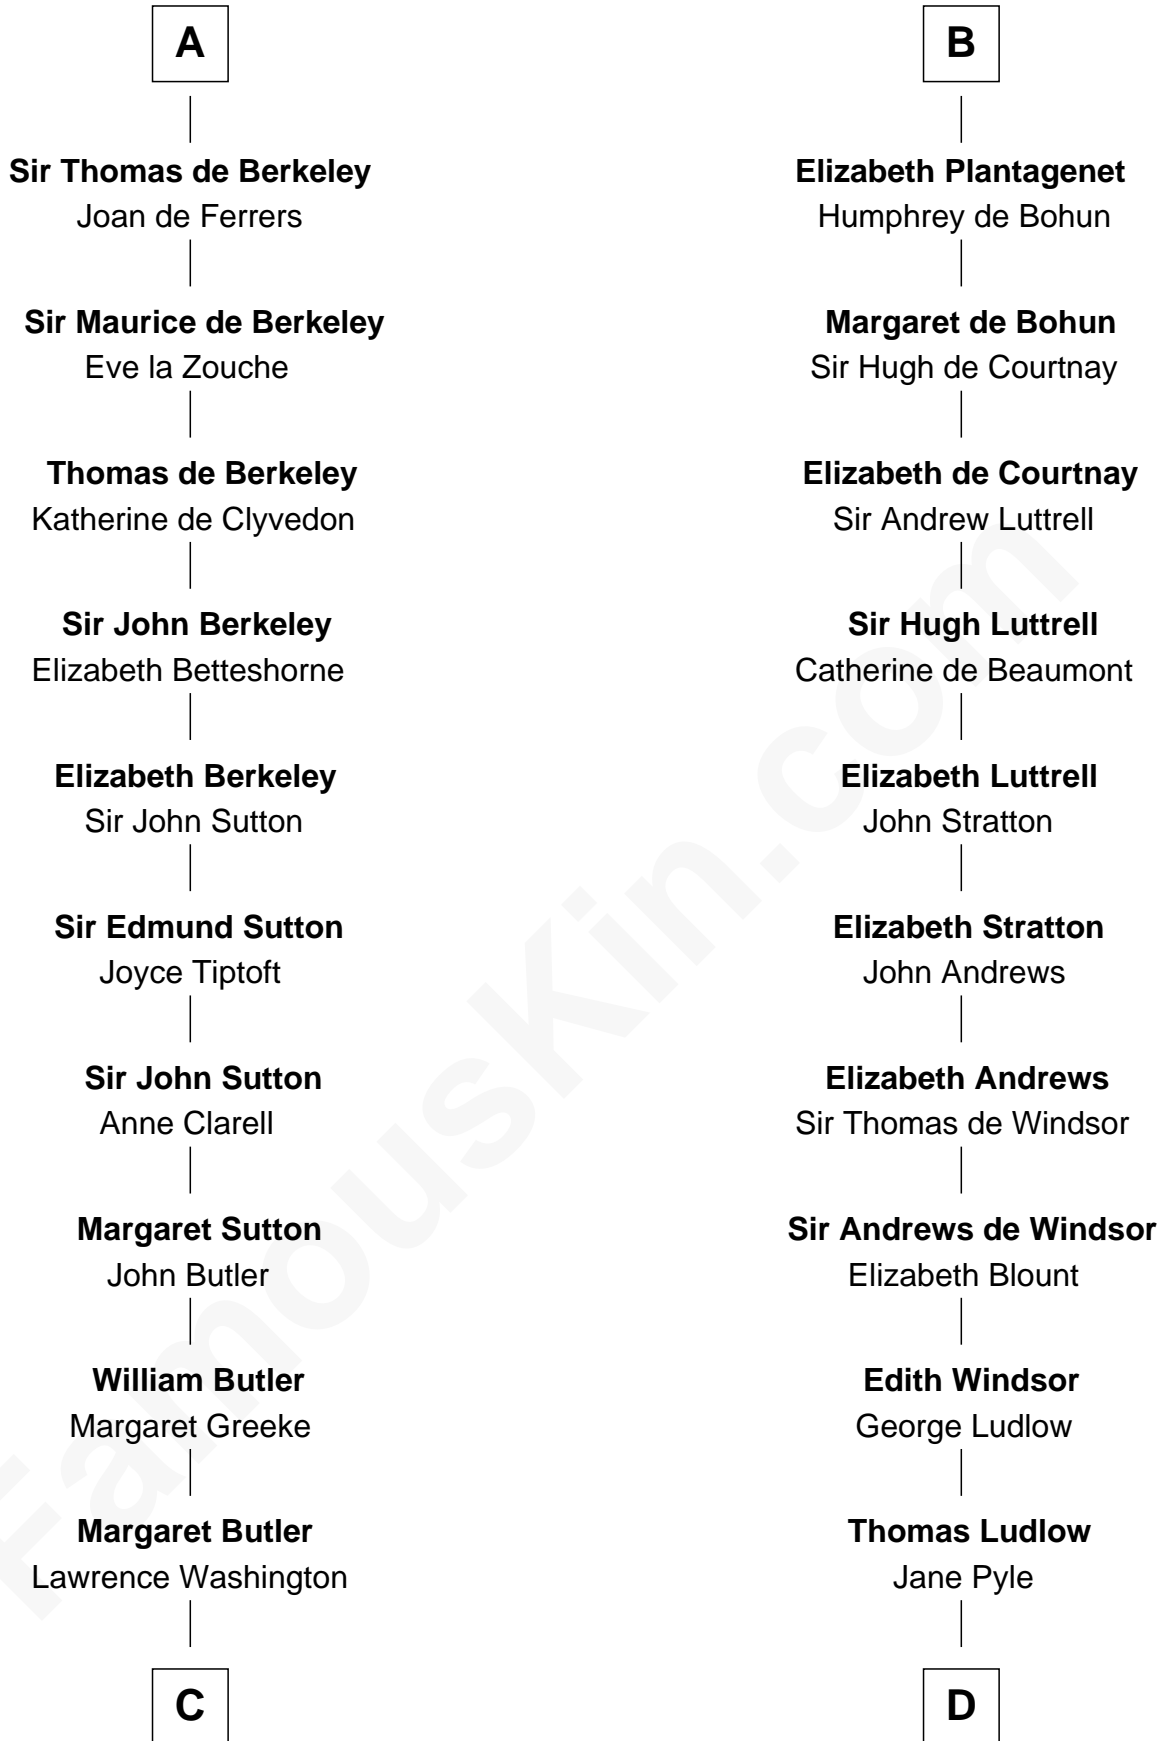 A
Sir Thomas de Berkeley
Joan de Ferrers
Sir Maurice de Berkeley
Eve la Zouche
Thomas de Berkeley
Katherine de Clyvedon
Sir John Berkeley
Elizabeth Betteshorne
Elizabeth Berkeley
Sir John Sutton
Sir Edmund Sutton
Joyce Tiptoft
Sir John Sutton
Anne Clarell
Margaret Sutton
John Butler
William Butler
Margaret Greeke
Margaret Butler
Lawrence Washington
C
B
Elizabeth Plantagenet
Humphrey de Bohun
Margaret de Bohun
Sir Hugh de Courtnay
Elizabeth de Courtnay
Sir Andrew Luttrell
Sir Hugh Luttrell
Catherine de Beaumont
Elizabeth Luttrell
John Stratton
Elizabeth Stratton
John Andrews
Elizabeth Andrews
Sir Thomas de Windsor
Sir Andrews de Windsor
Elizabeth Blount
Edith Windsor
George Ludlow
Thomas Ludlow
Jane Pyle
D
FamousKin.com